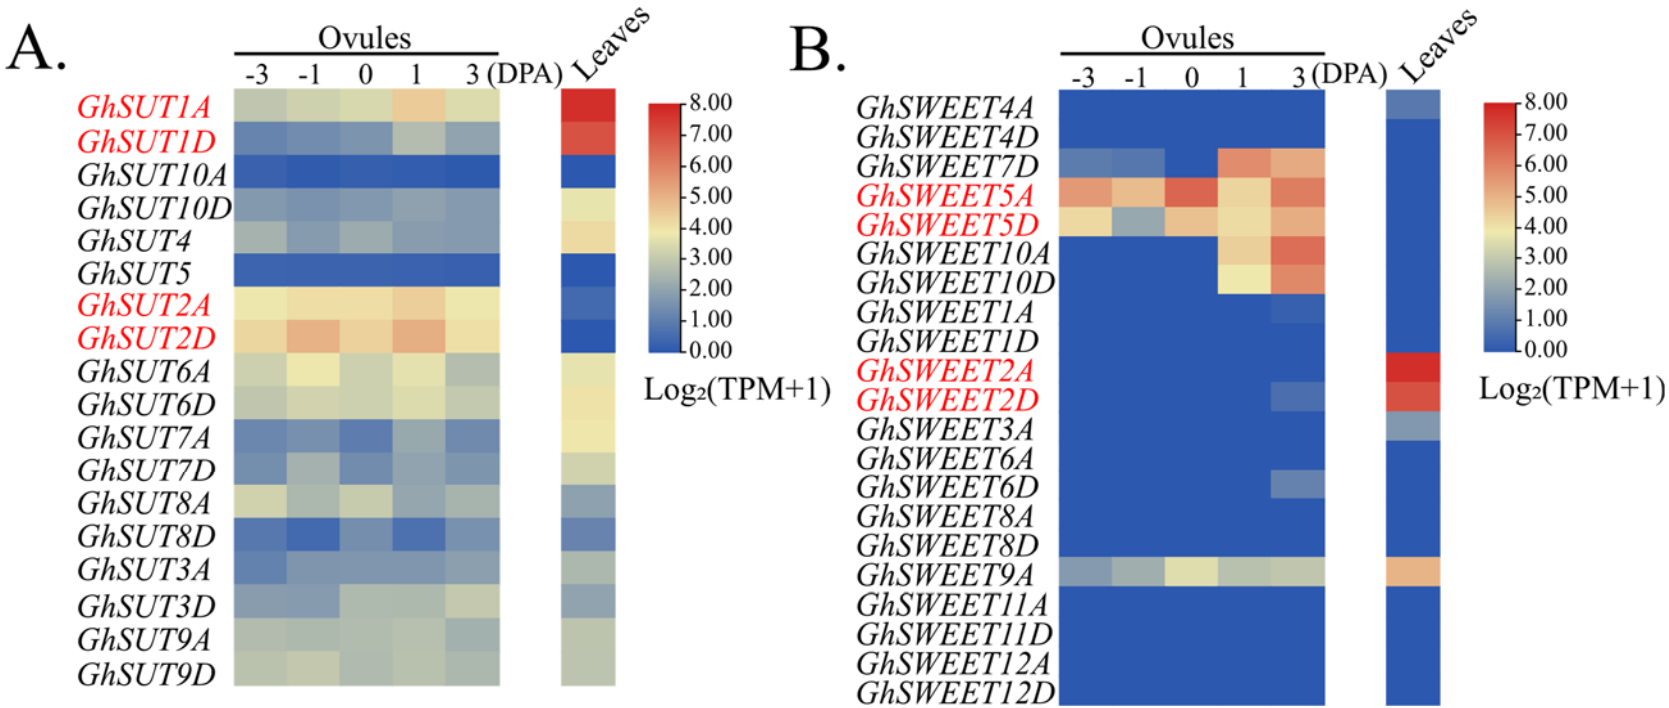 A.
Ovules
Leaves
-3 -1 0 1 3 (DPA)
GhSUT1A
GhSUT1D
GhSUT10A
GhSUT10D
GhSUT4
GhSUT5
GhSUT2A
GhSUT2D
GhSUT6A
GhSUT6D
GhSUT7A
GhSUT7D
GhSUT8A
GhSUT8D
GhSUT3A
GhSUT3D
GhSUT9A
GhSUT9D
8.00
7.00
6.00
5.00
4.00
3.00
2.00
1.00
0.00
Log₂(TPM+1)
B.
Ovules
Leaves
-3 -1 0 1 3 (DPA)
GhSWEET4A
GhSWEET4D
GhSWEET7D
GhSWEET5A
GhSWEET5D
GhSWEET10A
GhSWEET10D
GhSWEET1A
GhSWEET1D
GhSWEET2A
GhSWEET2D
GhSWEET3A
GhSWEET6A
GhSWEET6D
GhSWEET8A
GhSWEET8D
GhSWEET9A
GhSWEET11A
GhSWEET11D
GhSWEET12A
GhSWEET12D
8.00
7.00
6.00
5.00
4.00
3.00
2.00
1.00
0.00
Log₂(TPM+1)